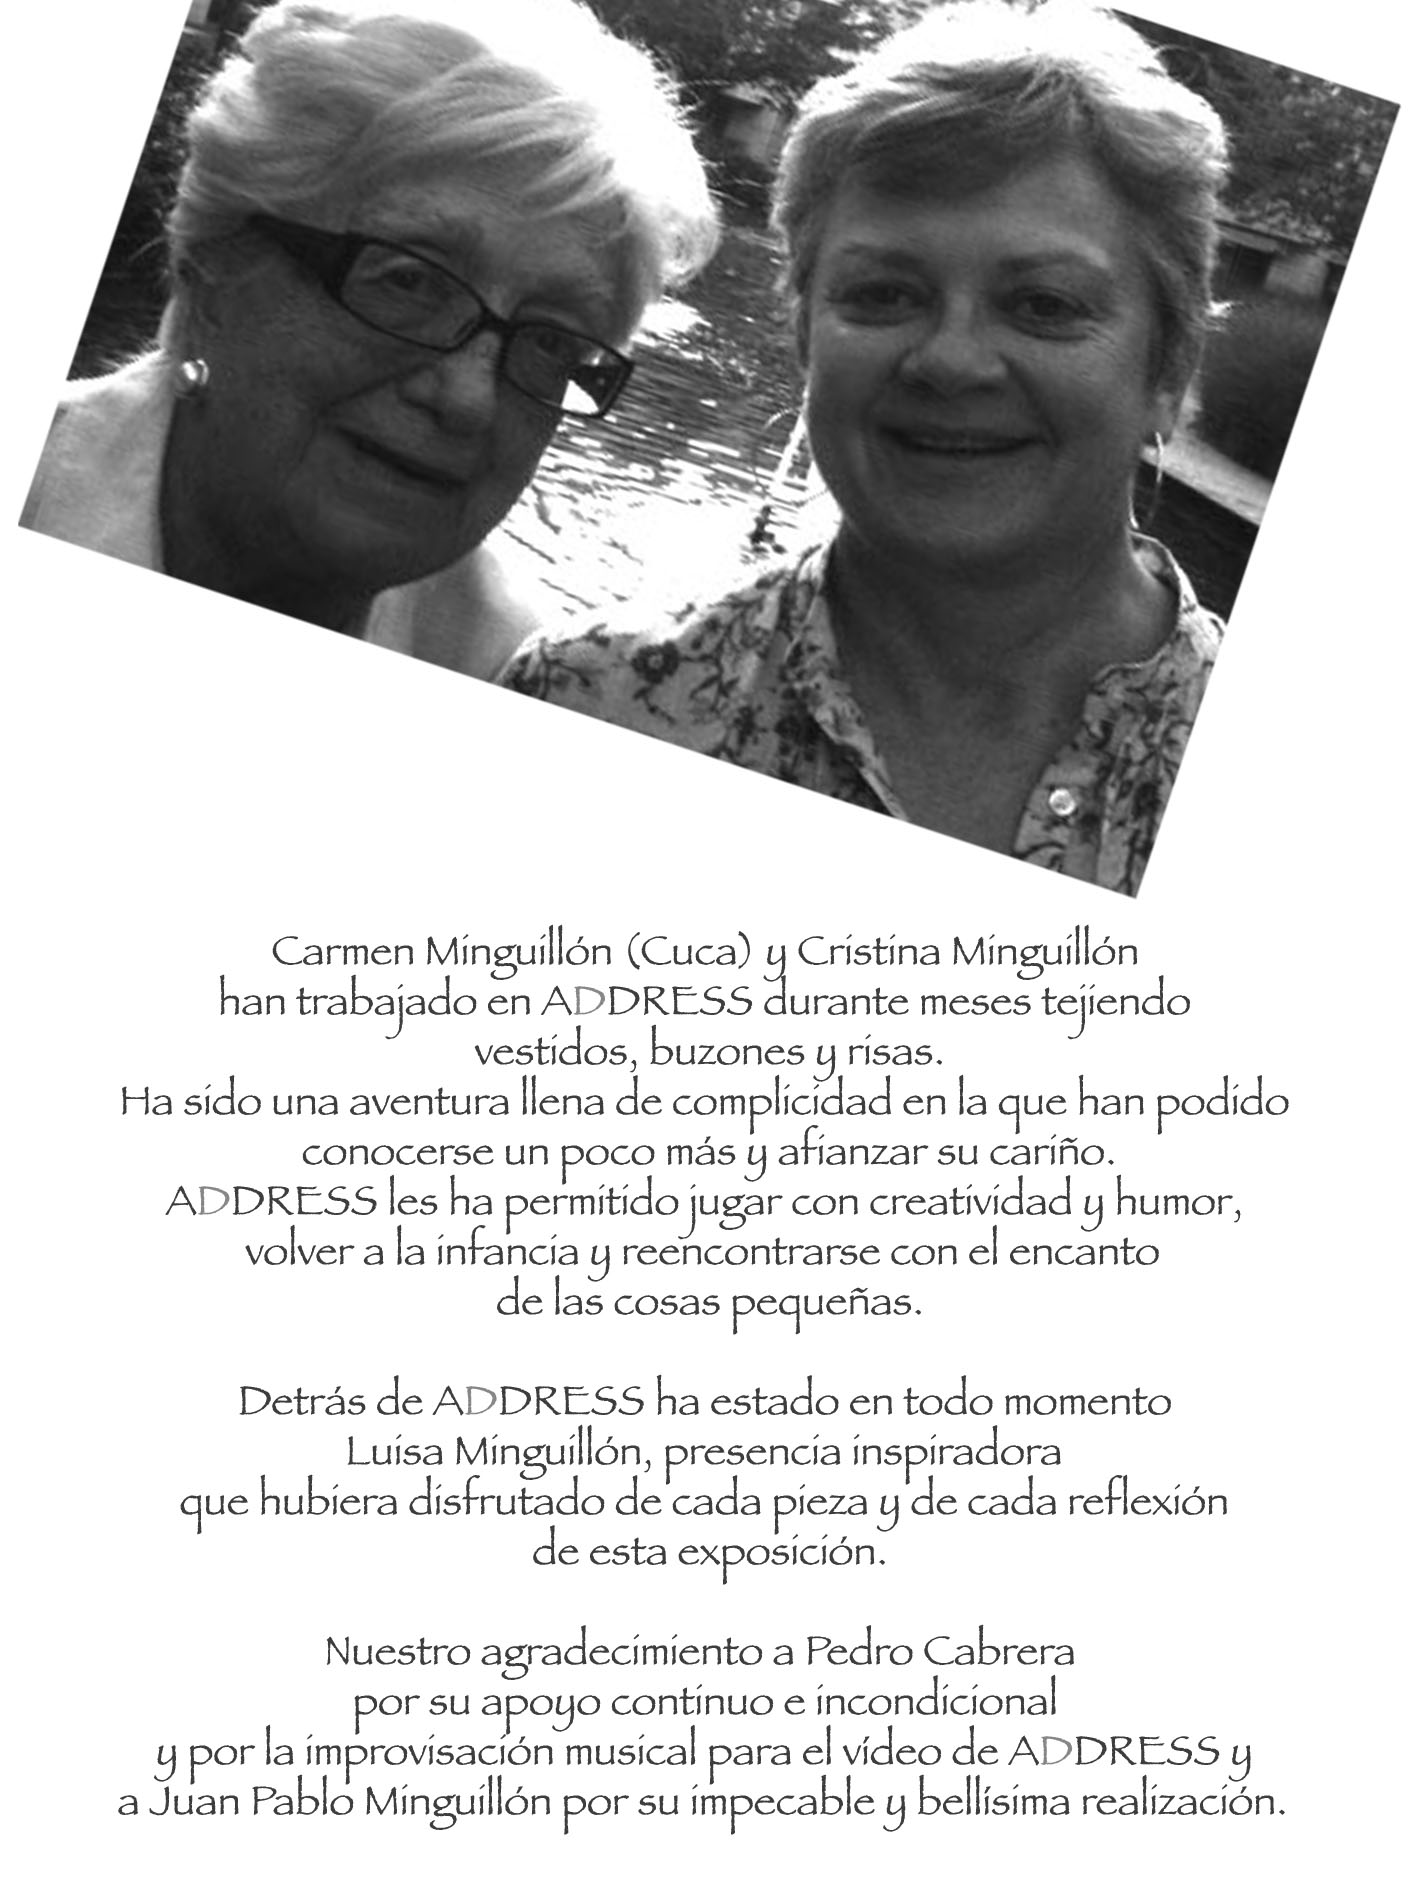 Carmen Minguillón (Cuca) y Cristina Minguillón
han trabajado en ADDRESS durante meses tejiendo
vestidos, buzones y risas.
Ha sido una aventura llena de complicidad en la que han podido
conocerse un poco más y afianzar su cariño.
ADDRESS les ha permitido jugar con creatividad y humor,
volver a la infancia y reencontrarse con el encanto
de las cosas pequeñas.
Detrás de ADDRESS ha estado en todo momento
Luisa Minguillón, presencia inspiradora
que hubiera disfrutado de cada pieza y de cada reflexión
de esta exposición.
Nuestro agradecimiento a Pedro Cabrera
por su apoyo continuo e incondicional
y por la improvisación musical para el vídeo de ADDRESS y
a Juan Pablo Minguillón por su impecable y bellísima realización.